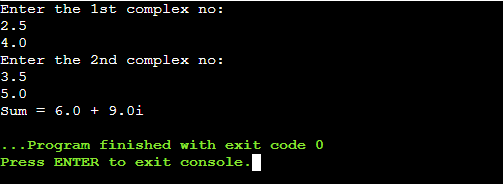 Enter the 1st complex no:
2.5
4.0
Enter the 2nd complex no:
3.5
5.0
Sum = 6.0 + 9.0i
...Program finished with exit code 0
Press ENTER to exit console.